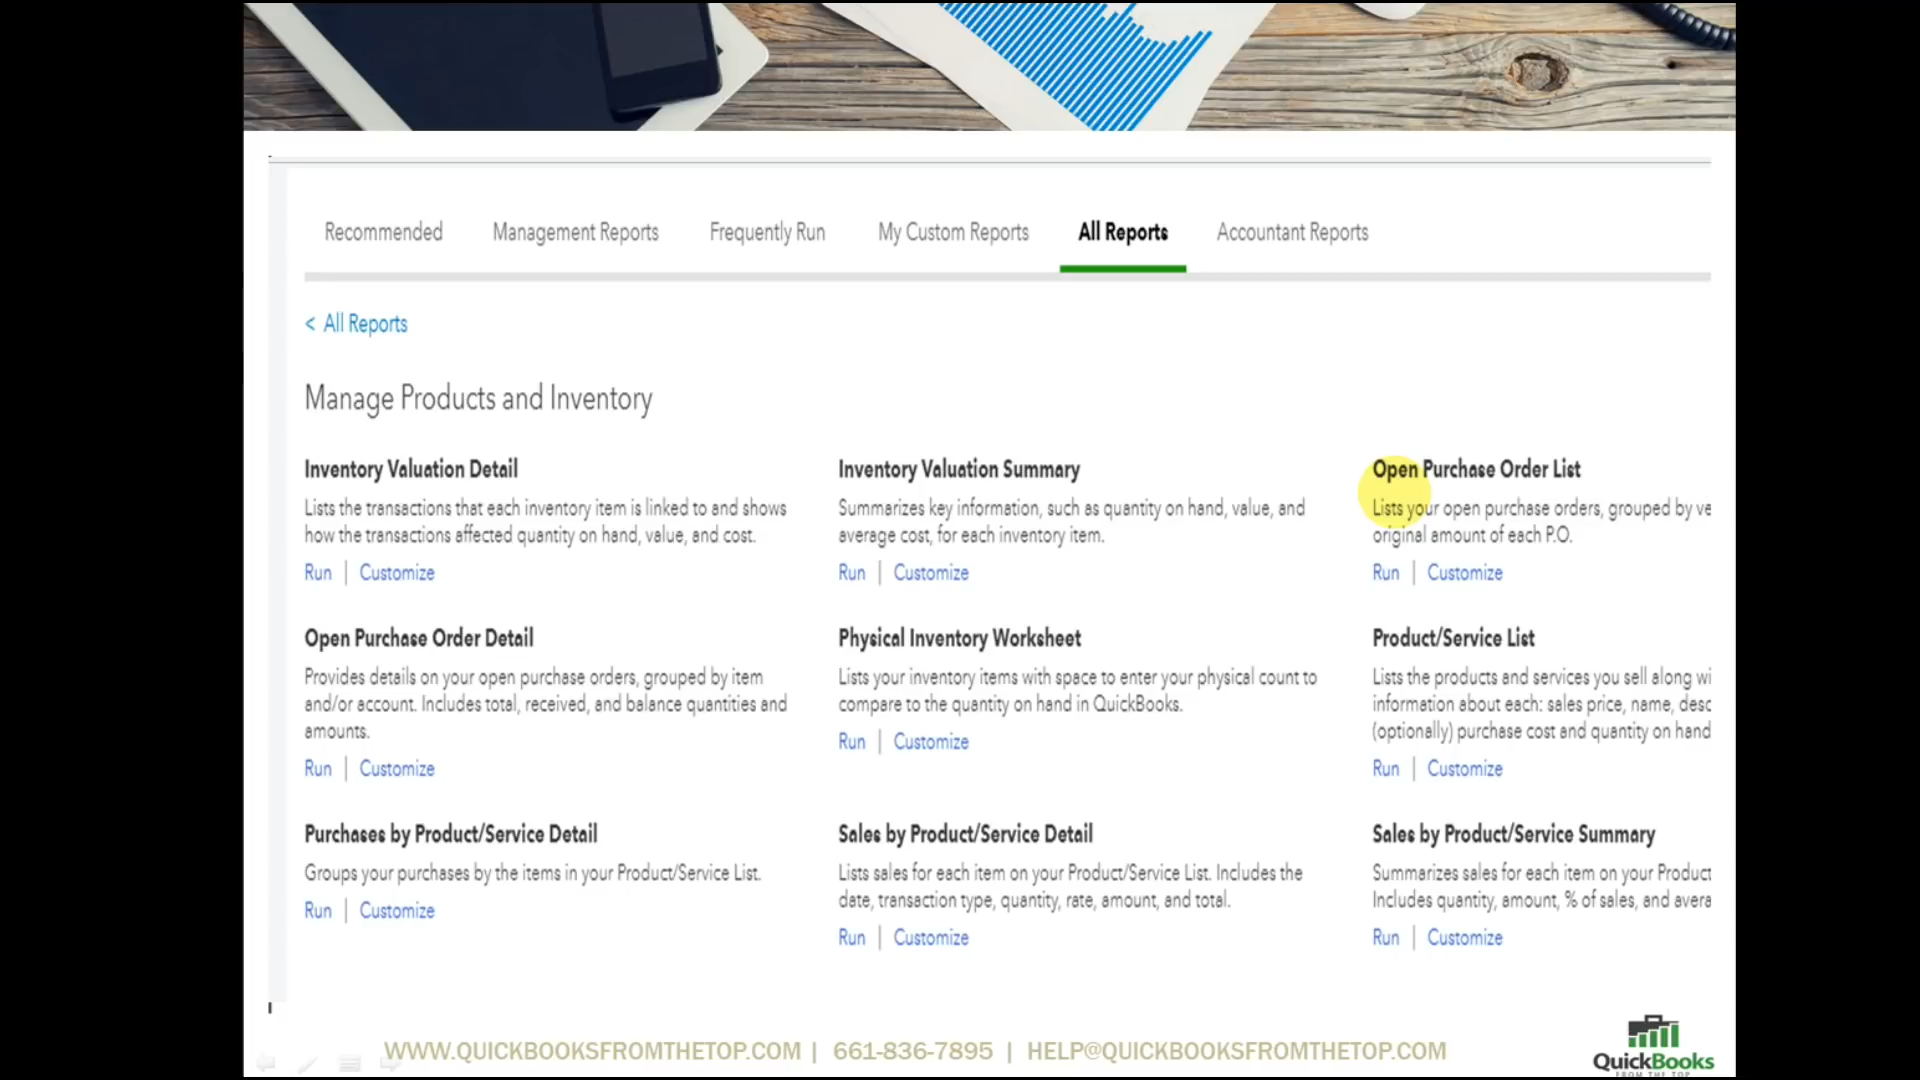 Recommended Management Reports Frequently Run My Custom Reports All Reports Accountant Reports
< All Reports
Manage Products and Inventory
Inventory Valuation Detail
Lists the transactions that each inventory item is linked to and shows
how the transactions affected quantity on hand, value, and cost.
Run | Customize
Inventory Valuation Summary
Summarizes key information, such as quantity on hand, value, and
average cost, for each inventory item.
Run | Customize
Open Purchase Order List
Lists your open purchase orders, grouped by ve
original amount of each P.O.
Run | Customize
Open Purchase Order Detail
Provides details on your open purchase orders, grouped by item
and/or account. Includes total, received, and balance quantities and
amounts.
Run | Customize
Physical Inventory Worksheet
Lists your inventory items with space to enter your physical count to
compare to the quantity on hand in QuickBooks.
Run | Customize
Product/Service List
Lists the products and services you sell along wi
information about each: sales price, name, desc
(optionally) purchase cost and quantity on hand
Run | Customize
Purchases by Product/Service Detail
Groups your purchases by the items in your Product/Service List.
Run | Customize
Sales by Product/Service Detail
Lists sales for each item on your Product/Service List. Includes the
date, transaction type, quantity, rate, amount, and total.
Run | Customize
Sales by Product/Service Summary
Summarizes sales for each item on your Product
Includes quantity, amount, % of sales, and avera
Run | Customize
WWW.QUICKBOOKSFROMTHETOP.COM | 661-836-7895 | HELP@QUICKBOOKSFROMTHETOP.COM
QuickBooks
FROM THE TOP